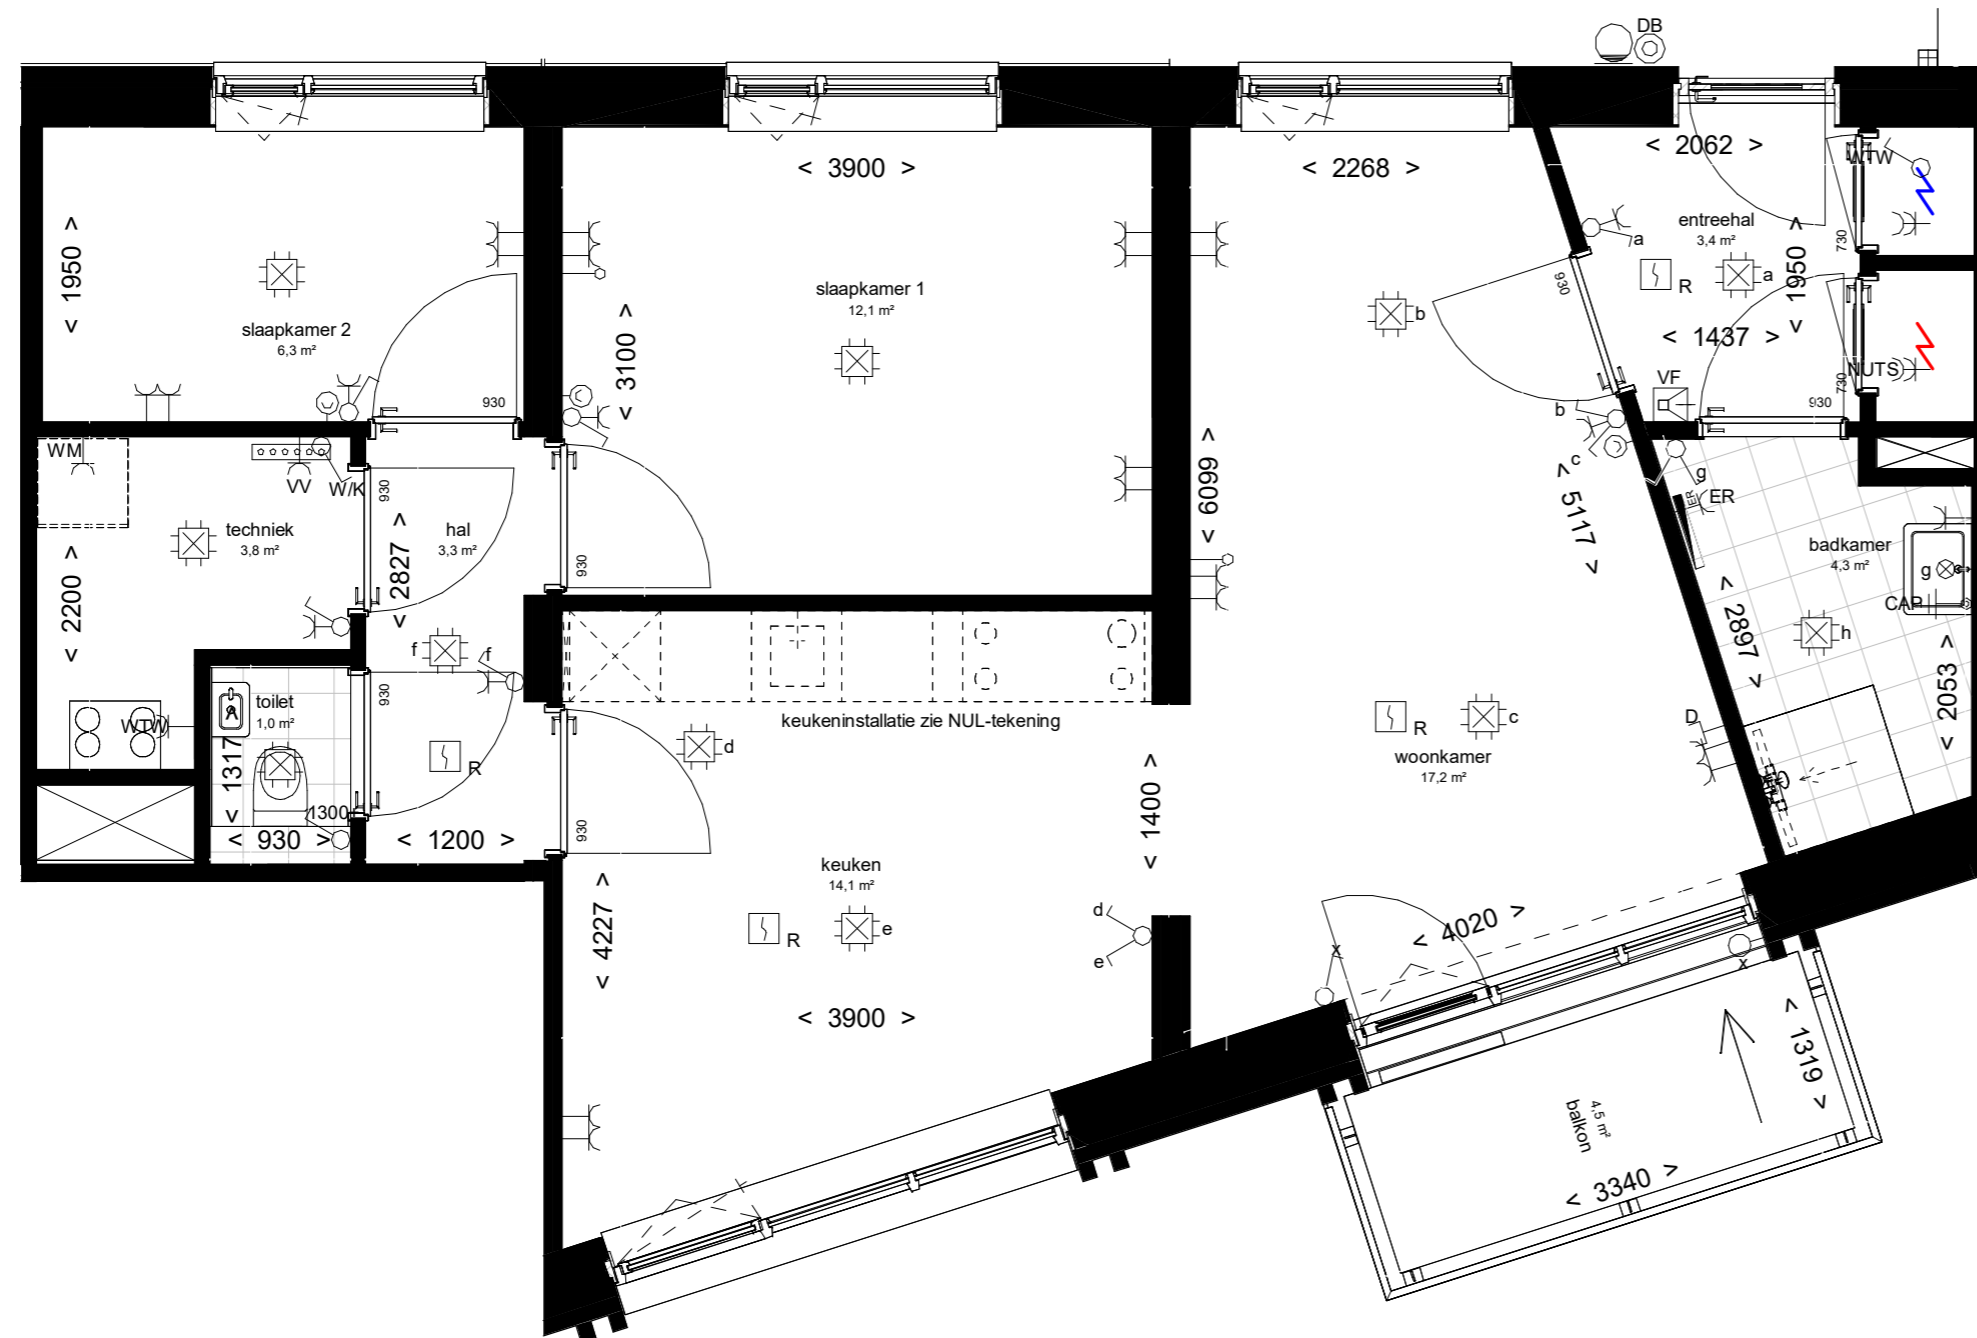 DB
< 2062 >
< 3900 >
< 2268 >
WTW
entreehal
3,4 m²
a
730
< 1950 >
< 1950 >
930
R
a
slaapkamer 1
12,1 m²
b
slaapkamer 2
6,3 m²
< 3100 >
< 1437 >
NUTS
730
VF
930
930
b
c
WM
VV
W/K
930
< 6099 >
< 5117 >
g
ER
ER
techniek
3,8 m²
hal
3,3 m²
< 2827 >
930
badkamer
4,3 m²
g
CAP
< 2200 >
< 2897 >
h
f
f
< 2053 >
930
toilet
1,0 m²
A
WTW
keukeninstallatie zie NUL-tekening
R
c
D
d
woonkamer
17,2 m²
R
< 1317
1300
< 1400 >
< 930 >
< 1200 >
930
keuken
14,1 m²
< 4227 >
d
e
R
e
< 4020 >
x
x
< 3900 >
< 1319 >
4,5 m²
balkon
< 3340 >